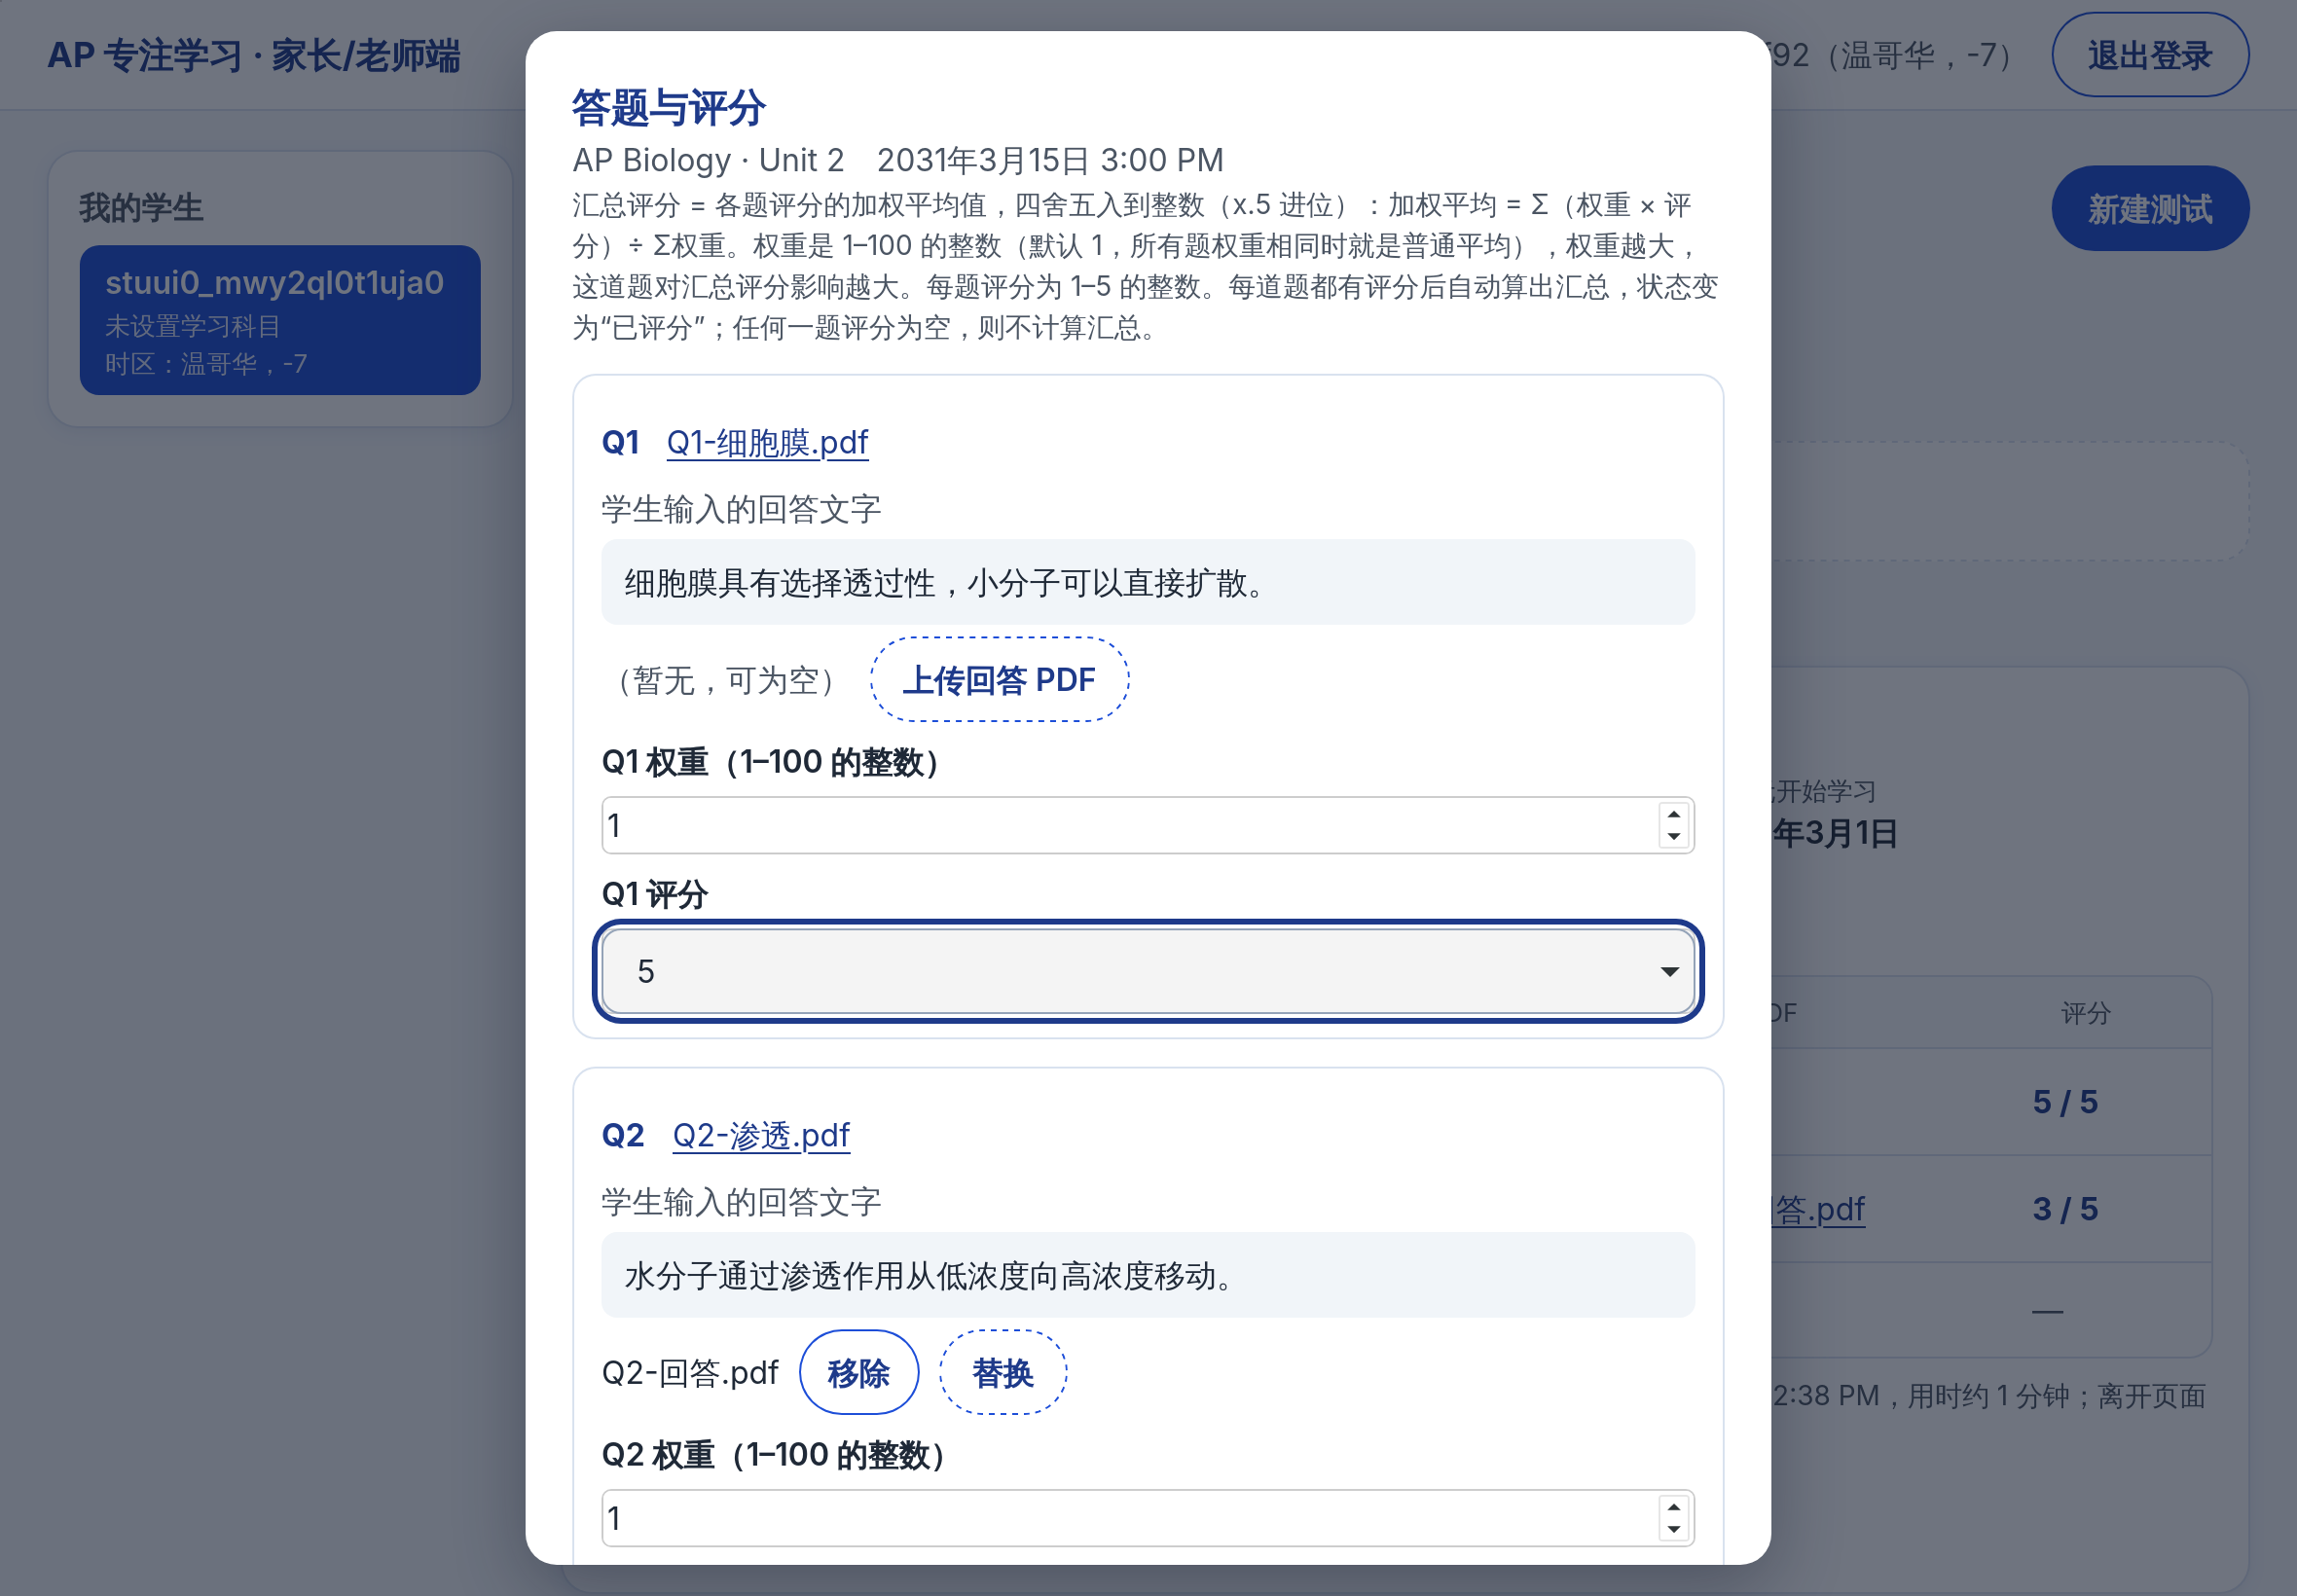 AP 专注学习 · 家长/老师端
92（温哥华，-7）
退出登录
我的学生
stuui0_mwy2ql0t1uja0
未设置学习科目
时区：温哥华，-7
新建测试
答题与评分
AP Biology · Unit 2 2031年3月15日 3:00 PM
汇总评分 = 各题评分的加权平均值，四舍五入到整数（x.5 进位）：加权平均 = Σ（权重 × 评
分）÷ Σ权重。权重是 1–100 的整数（默认 1，所有题权重相同时就是普通平均），权重越大，
这道题对汇总评分影响越大。每题评分为 1–5 的整数。每道题都有评分后自动算出汇总，状态变
为“已评分”；任何一题评分为空，则不计算汇总。
Q1 Q1-细胞膜.pdf
学生输入的回答文字
细胞膜具有选择透过性，小分子可以直接扩散。
（暂无，可为空）
上传回答 PDF
Q1 权重（1–100 的整数）
1
Q1 评分
5
Q2 Q2-渗透.pdf
学生输入的回答文字
水分子通过渗透作用从低浓度向高浓度移动。
Q2-回答.pdf
移除
替换
Q2 权重（1–100 的整数）
1
开始学习
年3月1日
评分
5 / 5
答.pdf
3 / 5
—
2:38 PM，用时约 1 分钟；离开页面